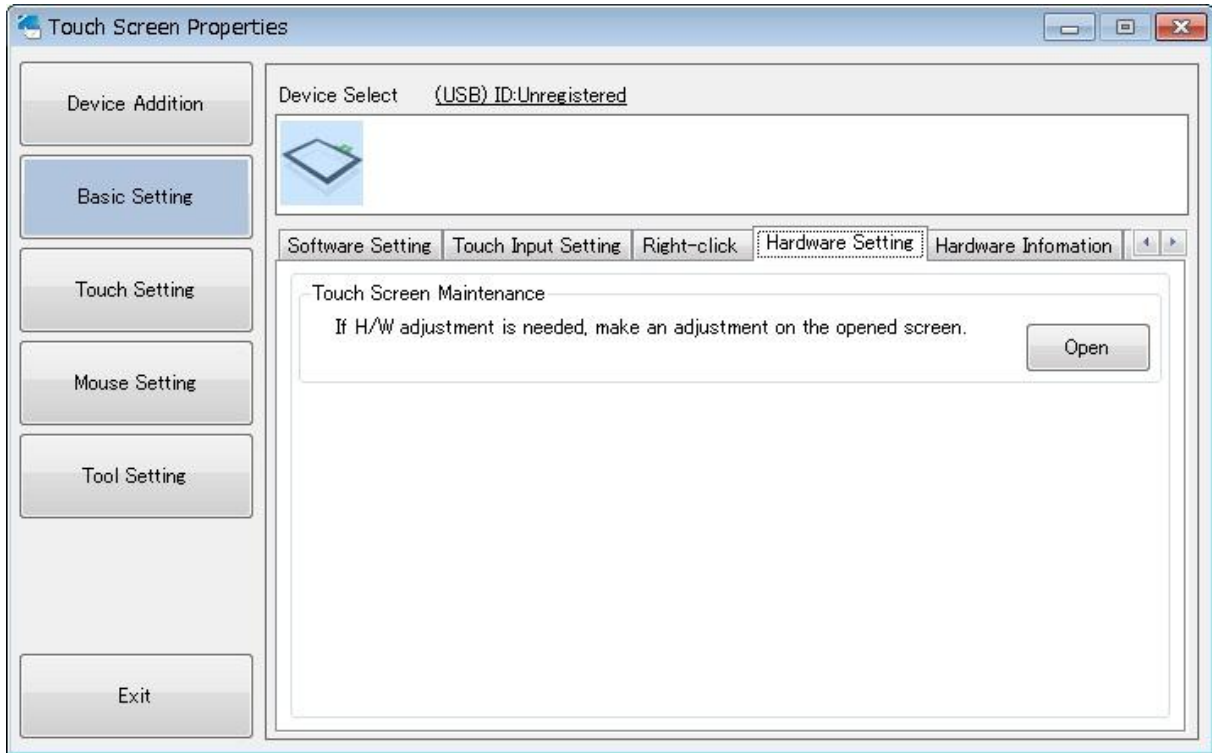 Touch Screen Properties
Device Addition
Basic Setting
Touch Setting
Mouse Setting
Tool Setting
Exit
Device Select (USB) ID:Unregistered
Software Setting Touch Input Setting Right-click Hardware Setting Hardware Infomation
Touch Screen Maintenance
If H/W adjustment is needed, make an adjustment on the opened screen.
Open